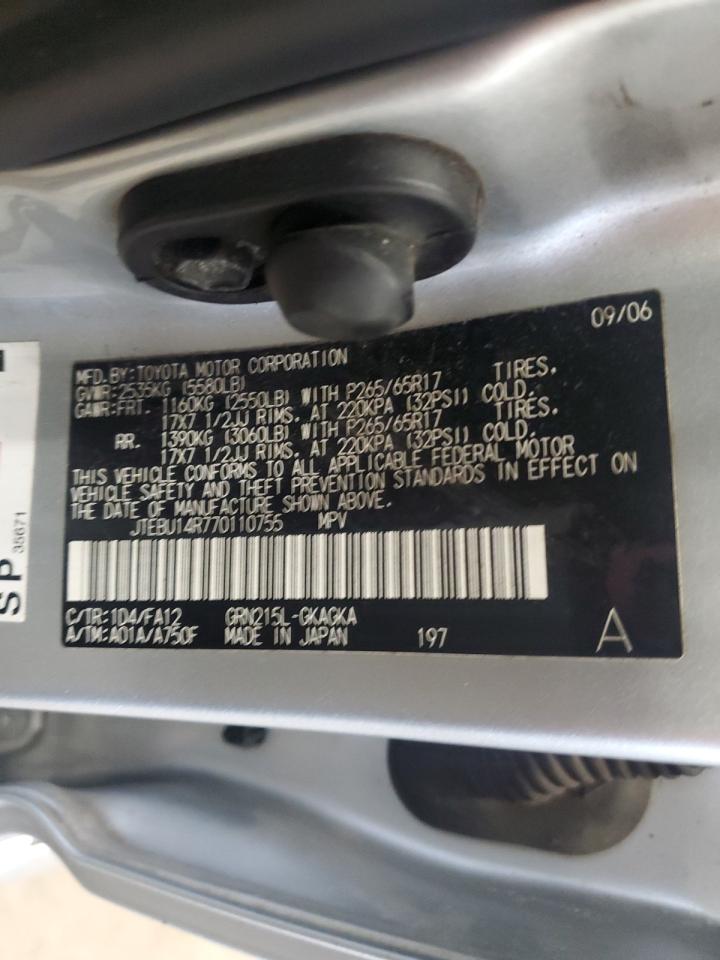 09/06
MFD. BY: TOYOTA MOTOR CORPORATION
GVWR: 2535KG (5580LB)
GAWR: FRT. 1160KG (2550LB) WITH P265/65R17 TIRES,
17X7 1/2JJ RIMS, AT 220KPA (32PSI) COLD.
RR. 1390KG (3060LB) WITH P265/65R17 TIRES,
17X7 1/2JJ RIMS, AT 220KPA (32PSI) COLD.
THIS VEHICLE CONFORMS TO ALL APPLICABLE FEDERAL MOTOR
VEHICLE SAFETY AND THEFT PREVENTION STANDARDS IN EFFECT ON
THE DATE OF MANUFACTURE SHOWN ABOVE.
JTEBU14R770110755 MPV
C/TR: 1D4/FA12 GRN215L-GKAGKA
A/TM: A01A/A750F MADE IN JAPAN 197 A
SP
35671